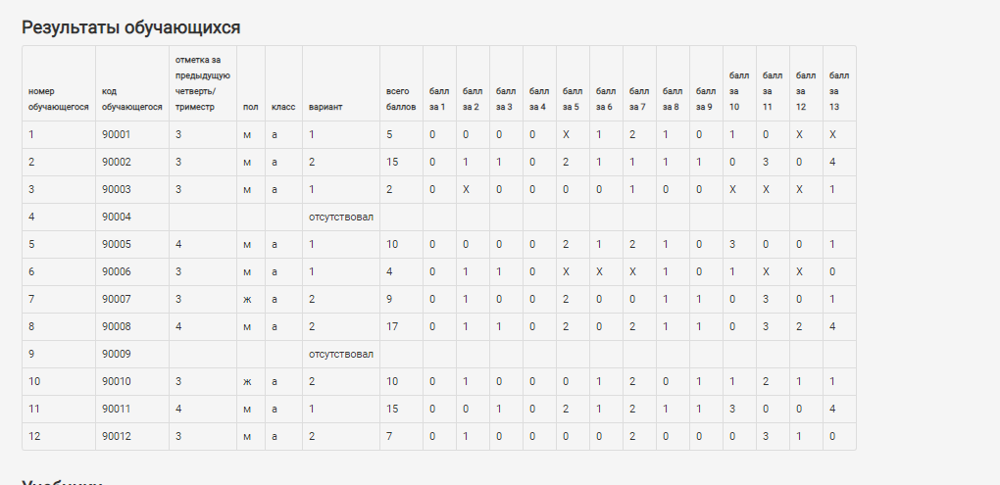 Результаты обучающихся
номер обучающегося код обучающегося отметка за предыдущую четверть/ триместр пол класс вариант всего баллов балл за 1 балл за 2 балл за 3 балл за 4 балл за 5 балл за 6 балл за 7 балл за 8 балл за 9 балл за 10 балл за 11 балл за 12 балл за 13
1 90001 3 м а 1 5 0 0 0 0 X 1 2 1 0 1 0 X X
2 90002 3 м а 2 15 0 1 1 0 2 1 1 1 1 0 3 0 4
3 90003 3 м а 1 2 0 X 0 0 0 0 1 0 0 X X X 1
4 90004 отсутствовал
5 90005 4 м а 1 10 0 0 0 0 2 1 2 1 0 3 0 0 1
6 90006 3 м а 1 4 0 1 1 0 X X X 1 0 1 X X 0
7 90007 3 ж а 2 9 0 1 0 0 2 0 0 1 1 0 3 0 1
8 90008 4 м а 2 17 0 1 1 0 2 0 2 1 1 0 3 2 4
9 90009 отсутствовал
10 90010 3 ж а 2 10 0 1 0 0 0 1 2 0 1 1 2 1 1
11 90011 4 м а 1 15 0 0 1 0 2 1 2 1 1 3 0 0 4
12 90012 3 м а 2 7 0 1 0 0 0 0 2 0 0 0 3 1 0